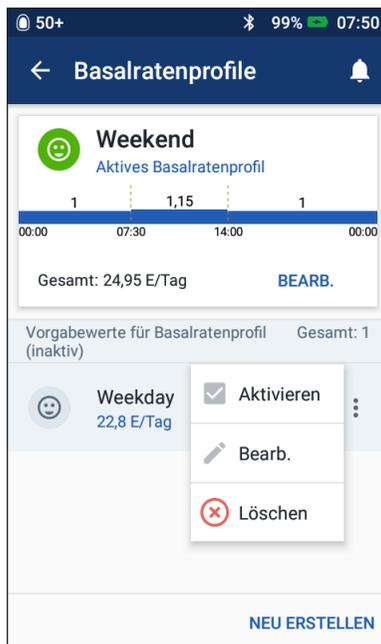 50+ 99% 07:50
Basalratenprofile
Weekend
Aktives Basalratenprofil
1 1,15 1
00:00 07:30 14:00 00:00
Gesamt: 24,95 E/Tag BEARB.
Vorgabewerte für Basalratenprofil Gesamt: 1
(inaktiv)
Weekday
22,8 E/Tag
Aktivieren
Bearb.
Löschen
NEU ERSTELLEN